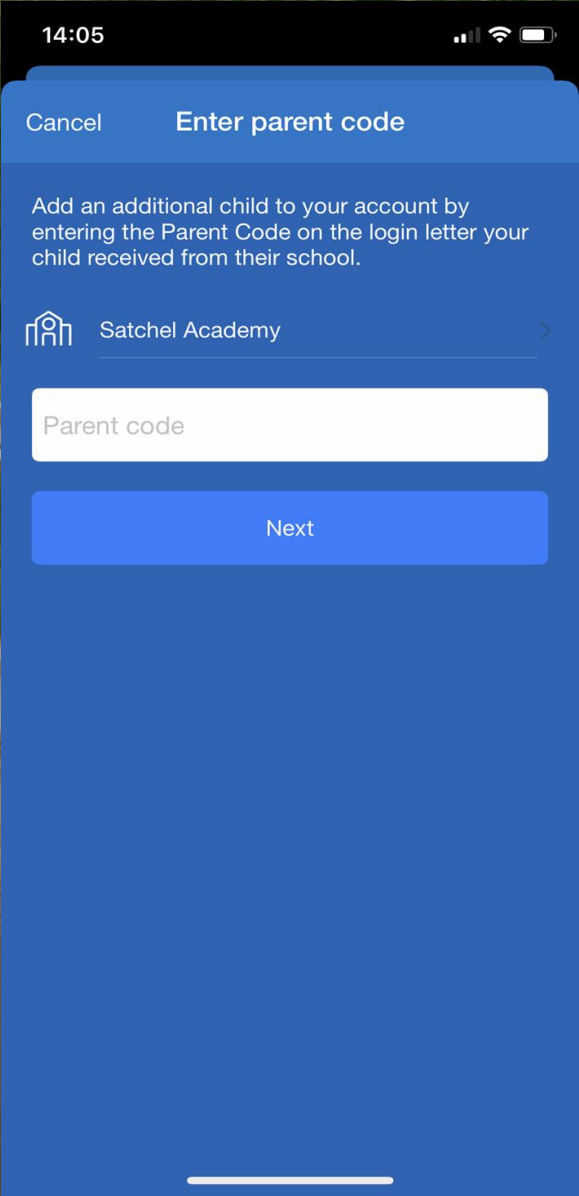 14:05
Cancel Enter parent code
Add an additional child to your account by
entering the Parent Code on the login letter your
child received from their school.
Satchel Academy
Parent code
Next